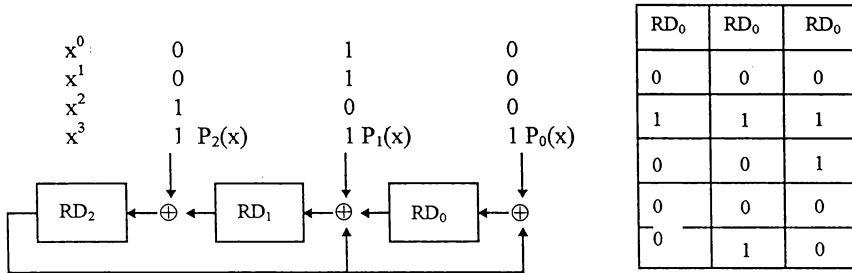 x⁰ 0 1 0
x¹ 0 1 0
x² 1 0 0
x³ 1 P₂(x) 1 P₁(x) 1 P₀(x)
RD₂ ⊕ RD₁ ⊕ RD₀ ⊕
RD₀ RD₀ RD₀
0 0 0
1 1 1
0 0 1
0 0 0
0 1 0